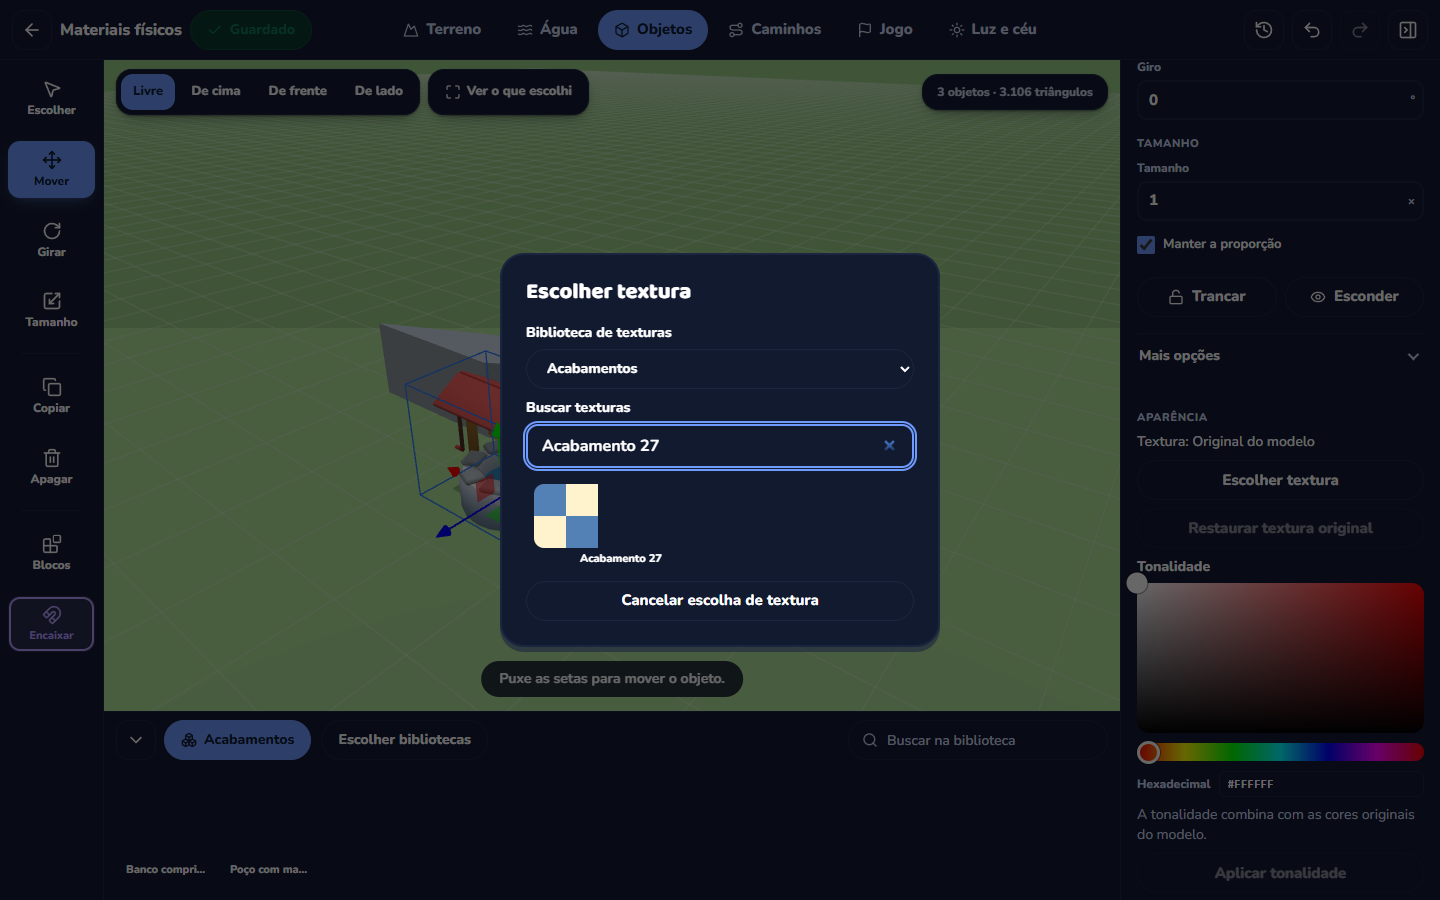 Materiais físicos
Guardado
Terreno
Água
Objetos
Caminhos
Jogo
Luz e céu
Escolher
Mover
Girar
Tamanho
Copiar
Apagar
Blocos
Encaixar
Livre
De cima
De frente
De lado
Ver o que escolhi
3 objetos · 3.106 triângulos
Escolher textura
Biblioteca de texturas
Acabamentos
Buscar texturas
Acabamento 27
Acabamento 27
Cancelar escolha de textura
Puxe as setas para mover o objeto.
Acabamentos
Escolher bibliotecas
Buscar na biblioteca
Banco compri...
Poço com ma...
Giro
0 °
TAMANHO
Tamanho
1 ×
Manter a proporção
Trancar
Esconder
Mais opções
APARÊNCIA
Textura: Original do modelo
Escolher textura
Restaurar textura original
Tonalidade
Hexadecimal #FFFFFF
A tonalidade combina com as cores originais
do modelo.
Aplicar tonalidade